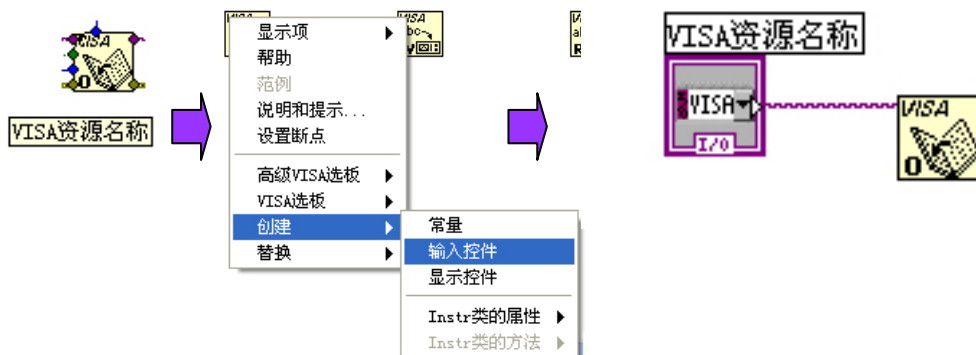 VISA
VISA资源名称
VISA
显示项
帮助
范例
说明和提示...
设置断点
高级VISA选板
VISA选板
创建
替换
常量
输入控件
显示控件
Instr类的属性
Instr类的方法
VISA
abc
VISA资源名称
VISA
I/O
VISA